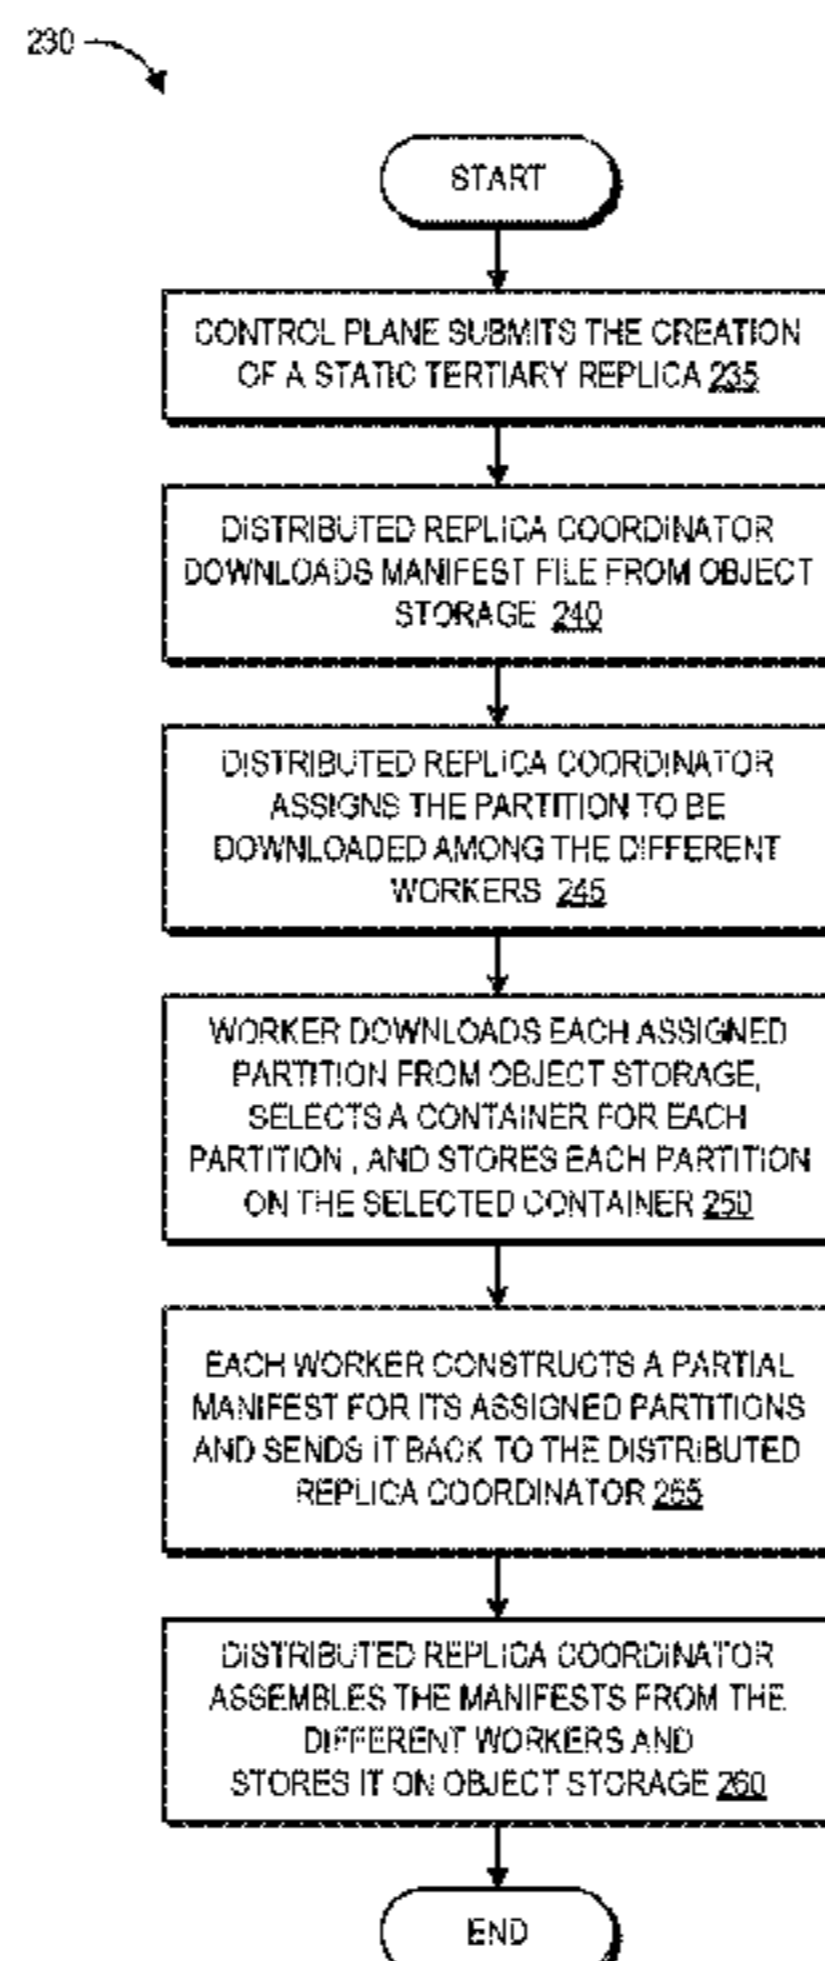 230
START
CONTROL PLANE SUBMITS THE CREATION
OF A STATIC TERTIARY REPLICA 235
DISTRIBUTED REPLICA COORDINATOR
DOWNLOADS MANIFEST FILE FROM OBJECT
STORAGE 240
DISTRIBUTED REPLICA COORDINATOR
ASSIGNS THE PARTITION TO BE
DOWNLOADED AMONG THE DIFFERENT
WORKERS 245
WORKER DOWNLOADS EACH ASSIGNED
PARTITION FROM OBJECT STORAGE,
SELECTS A CONTAINER FOR EACH
PARTITION , AND STORES EACH PARTITION
ON THE SELECTED CONTAINER 250
EACH WORKER CONSTRUCTS A PARTIAL
MANIFEST FOR ITS ASSIGNED PARTITIONS
AND SENDS IT BACK TO THE DISTRIBUTED
REPLICA COORDINATOR 255
DISTRIBUTED REPLICA COORDINATOR
ASSEMBLES THE MANIFESTS FROM THE
DIFFERENT WORKERS AND
STORES IT ON OBJECT STORAGE 260
END